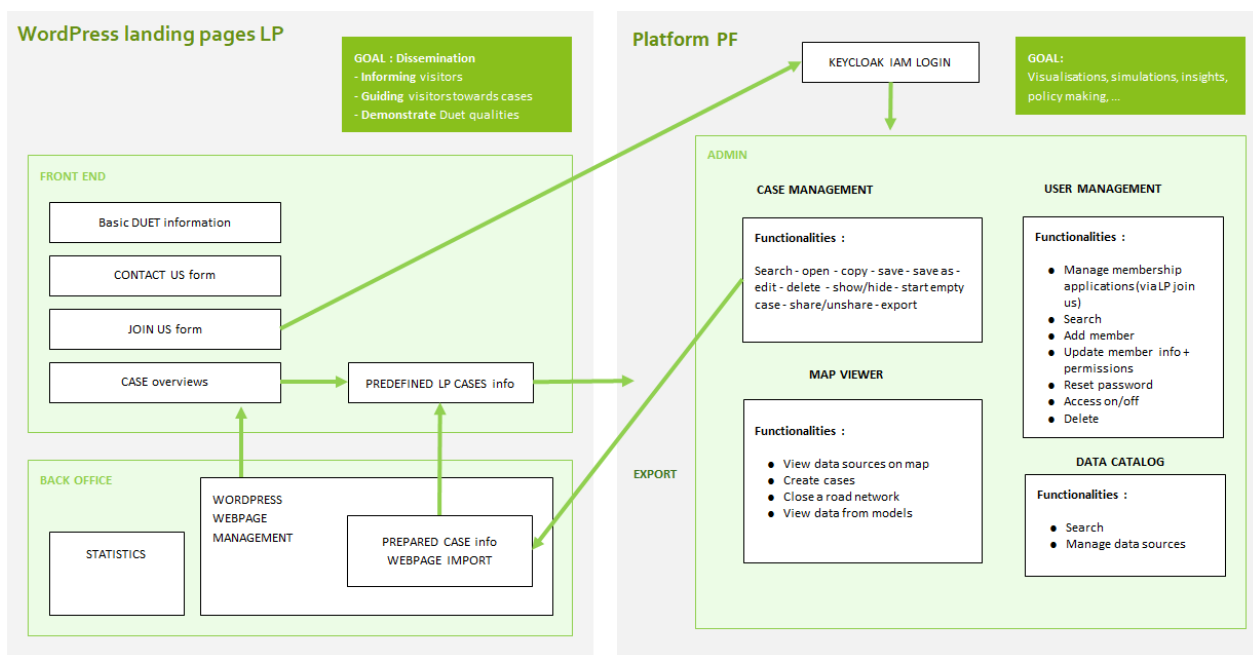 WordPress landing pages LP
GOAL : Dissemination
- Informing visitors
- Guiding visitors towards cases
- Demonstrate Duet qualities
FRONT END
Basic DUET information
CONTACT US form
JOIN US form
CASE overviews
PREDEFINED LP CASES info
BACK OFFICE
STATISTICS
WORDPRESS
WEBPAGE
MANAGEMENT
PREPARED CASE info
WEBPAGE IMPORT
Platform PF
KEYCLOAK IAM LOGIN
GOAL:
Visualisations, simulations, insights,
policy making, ...
EXPORT
ADMIN
CASE MANAGEMENT
Functionalities :
Search - open - copy - save - save as -
edit - delete - show/hide - start empty
case - share/unshare - export
MAP VIEWER
Functionalities :
● View data sources on map
● Create cases
● Close a road network
● View data from models
USER MANAGEMENT
Functionalities :
● Manage membership
applications (via LP join
us)
● Search
● Add member
● Update member info +
permissions
● Reset password
● Access on/off
● Delete
DATA CATALOG
Functionalities :
● Search
● Manage data sources